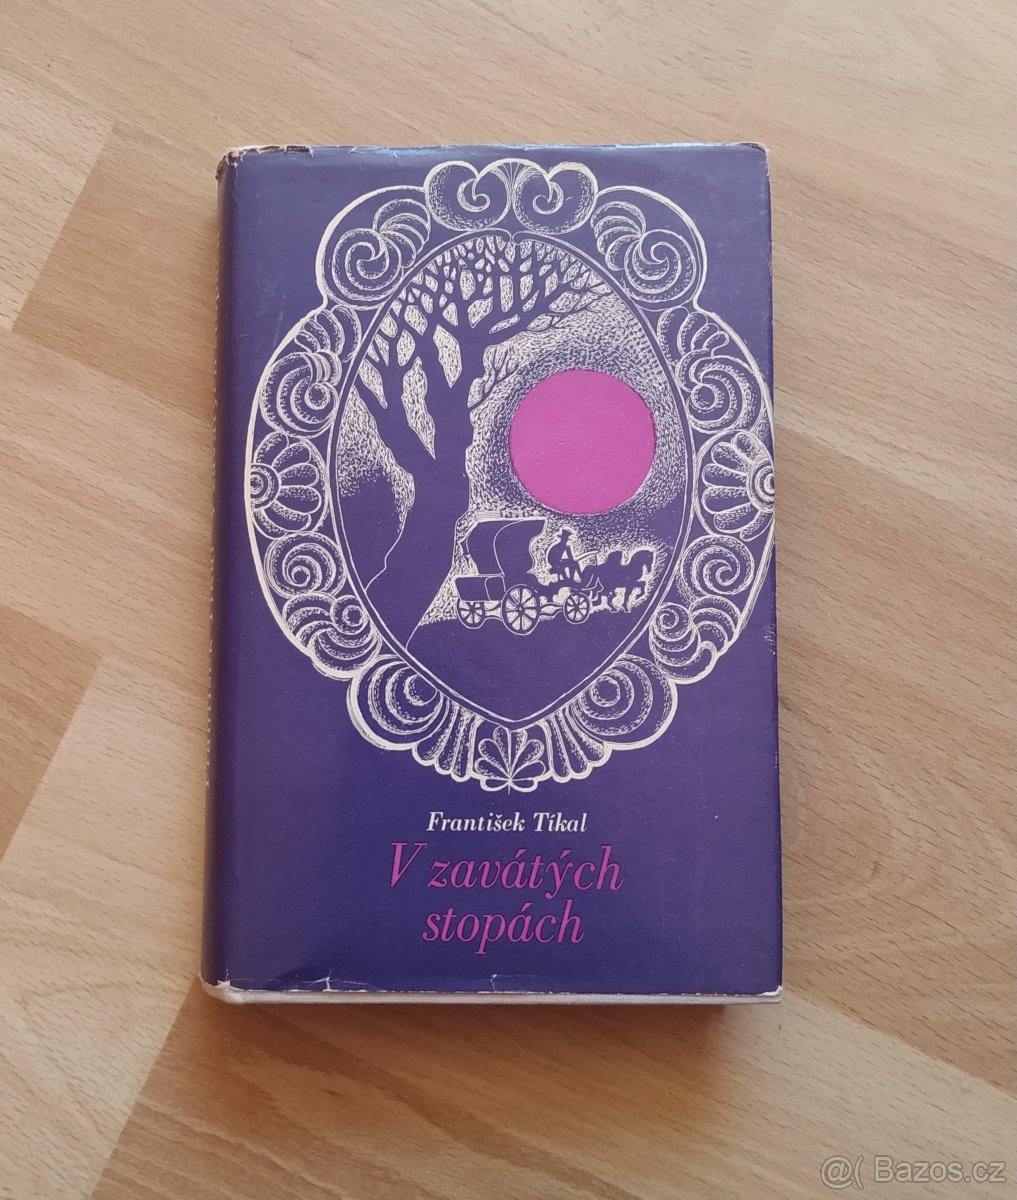 František Tíkal
V zavátých
stopách
@( Bazos.cz